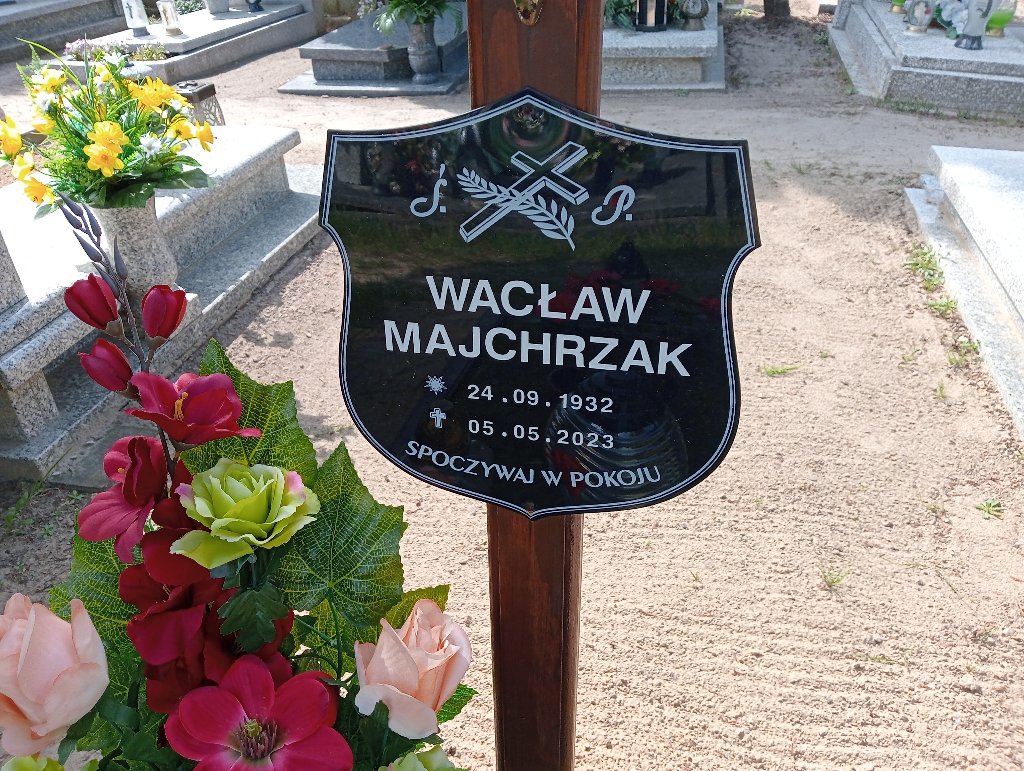 Ś. P.
WACŁAW
MAJCHRZAK
24.09.1932
05.05.2023
SPOCZYWAJ W POKOJU